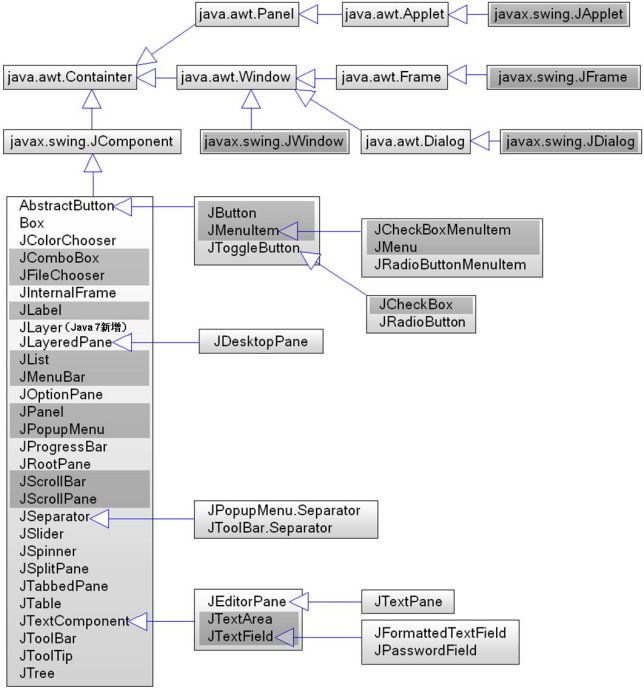 java.awt.Panel
java.awt.Applet
javax.swing.JApplet
java.awt.Containter
java.awt.Window
java.awt.Frame
javax.swing.JFrame
javax.swing.JComponent
javax.swing.JWindow
java.awt.Dialog
javax.swing.JDialog
AbstractButton
Box
JColorChooser
JComboBox
JFileChooser
JInternalFrame
JLabel
JLayer（Java 7新增）
JLayeredPane
JList
JMenuBar
JOptionPane
JPanel
JPopupMenu
JProgressBar
JRootPane
JScrollBar
JScrollPane
JSeparator
JSlider
JSpinner
JSplitPane
JTabbedPane
JTable
JTextComponent
JToolBar
JToolTip
JTree
JButton
JMenuItem
JToggleButton
JCheckBoxMenuItem
JMenu
JRadioButtonMenuItem
JCheckBox
JRadioButton
JDesktopPane
JPopupMenu.Separator
JToolBar.Separator
JEditorPane
JTextArea
JTextField
JTextPane
JFormattedTextField
JPasswordField